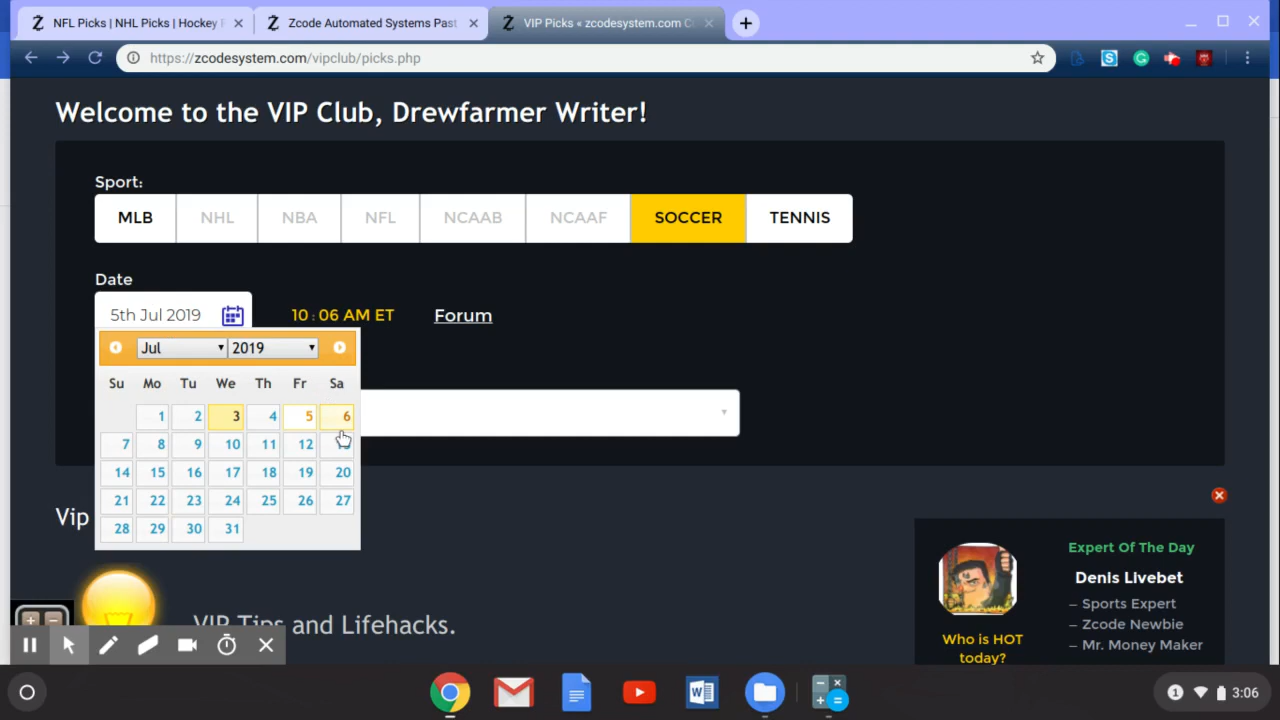 NFL Picks | NHL Picks | Hockey P
Zcode Automated Systems Past
VIP Picks « zcodesystem.com C
https://zcodesystem.com/vipclub/picks.php
Welcome to the VIP Club, Drewfarmer Writer!
Sport:
MLB NHL NBA NFL NCAAB NCAAF SOCCER TENNIS
Date
5th Jul 2019 10:06 AM ET Forum
Jul 2019
Su Mo Tu We Th Fr Sa
1 2 3 4 5 6
7 8 9 10 11 12 13
14 15 16 17 18 19 20
21 22 23 24 25 26 27
28 29 30 31
Vip
VIP Tips and Lifehacks.
Expert Of The Day
Denis Livebet
– Sports Expert
– Zcode Newbie
– Mr. Money Maker
Who is HOT
today?
1 3:06